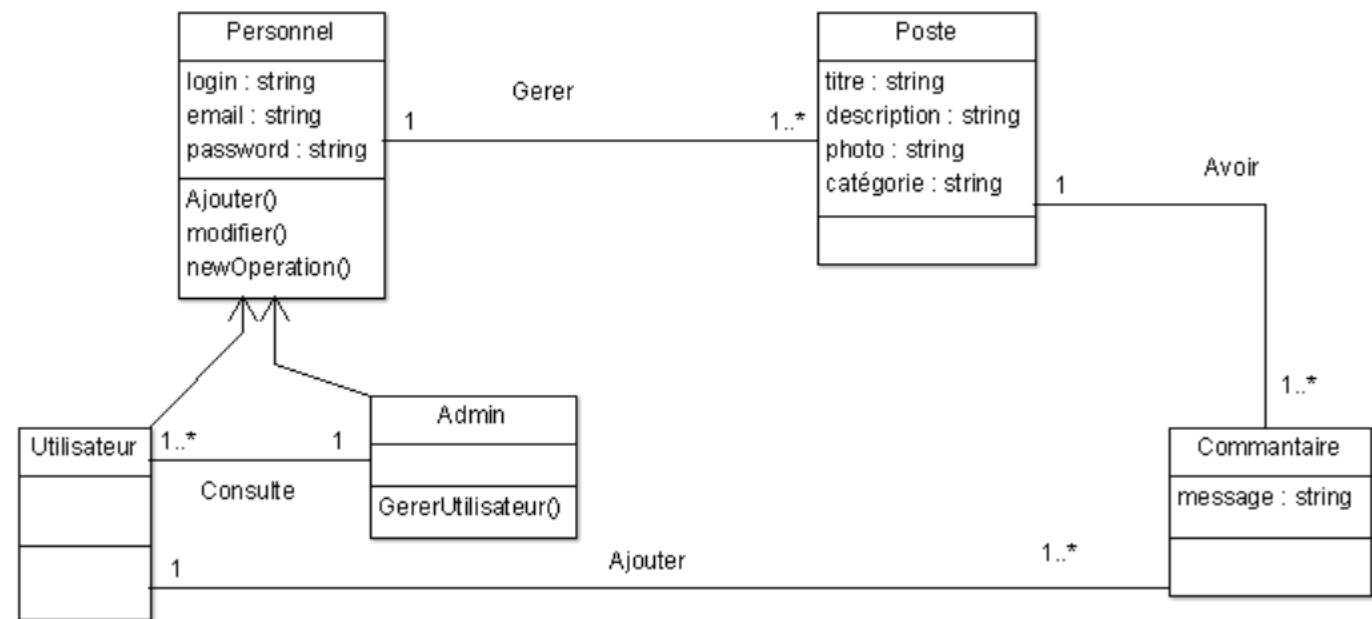 Personnel
login : string
email : string
password : string
Ajouter()
modifier()
newOperation()
Gerer
1
1..*
Poste
titre : string
description : string
photo : string
catégorie : string
1
Avoir
1..*
Utilisateur
1..*
1
Consulte
Admin
GererUtilisateur()
Commantaire
message : string
1
Ajouter
1..*